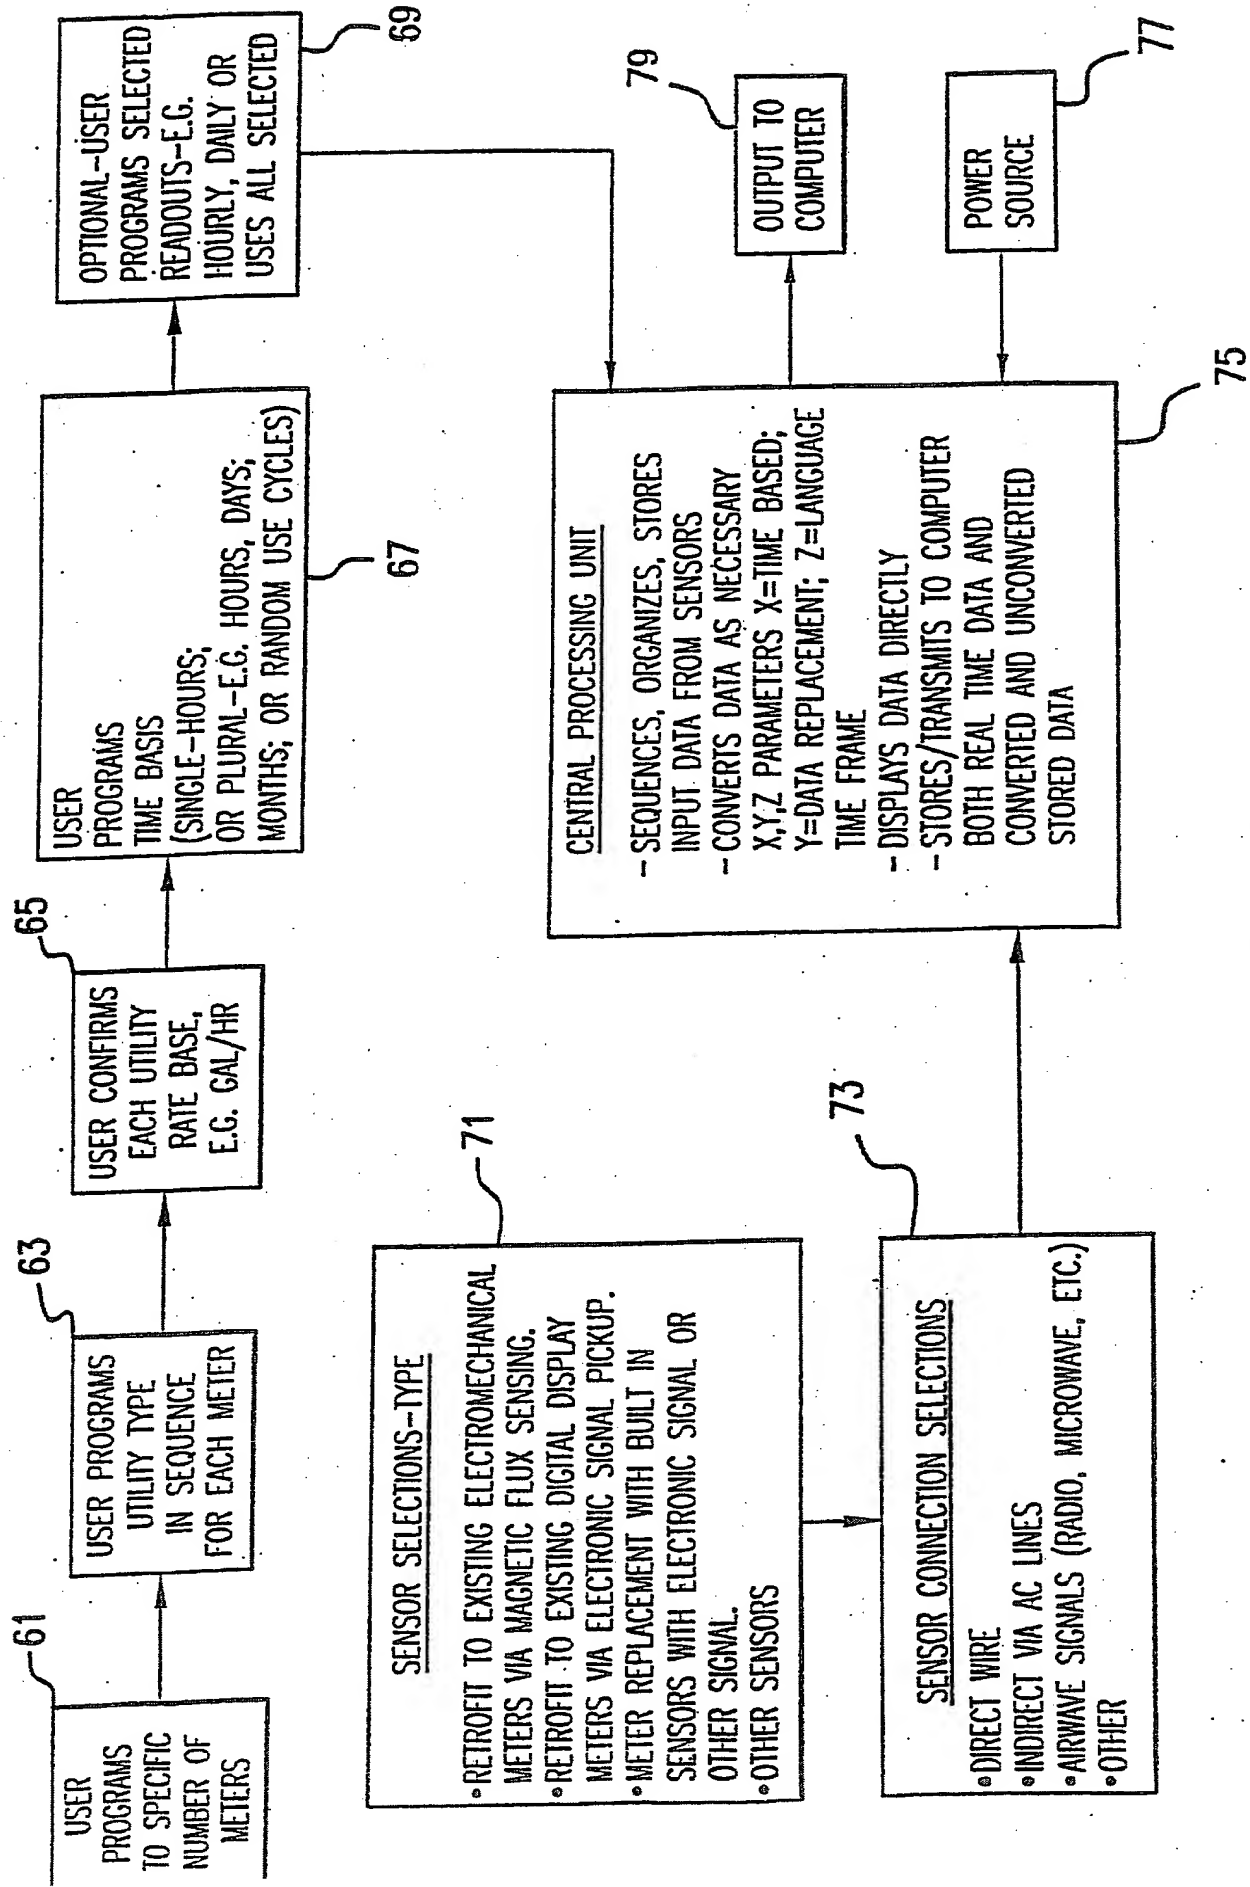 61
USER
PROGRAMS
TO SPECIFIC
NUMBER OF
METERS
63
USER PROGRAMS
UTILITY TYPE
IN SEQUENCE
FOR EACH METER
65
USER CONFIRMS
EACH UTILITY
RATE BASE,
E.G. GAL/HR
USER
PROGRAMS
TIME BASIS
(SINGLE-HOURS;
OR PLURAL-E.G. HOURS, DAYS;
MONTHS; OR RANDOM USE CYCLES)
67
OPTIONAL-USER
PROGRAMS SELECTED
READOUTS-E.G.
HOURLY, DAILY OR
USES ALL SELECTED
69
71
SENSOR SELECTIONS-TYPE
•RETROFIT TO EXISTING ELECTROMECHANICAL
METERS VIA MAGNETIC FLUX SENSING.
•RETROFIT TO EXISTING DIGITAL DISPLAY
METERS VIA ELECTRONIC SIGNAL PICKUP.
•METER REPLACEMENT WITH BUILT IN
SENSORS WITH ELECTRONIC SIGNAL OR
OTHER SIGNAL.
•OTHER SENSORS
73
SENSOR CONNECTION SELECTIONS
•DIRECT WIRE
•INDIRECT VIA AC LINES
•AIRWAVE SIGNALS (RADIO, MICROWAVE, ETC.)
•OTHER
CENTRAL PROCESSING UNIT
-SEQUENCES, ORGANIZES, STORES
INPUT DATA FROM SENSORS
-CONVERTS DATA AS NECESSARY
X,Y,Z PARAMETERS X=TIME BASED;
Y=DATA REPLACEMENT; Z=LANGUAGE
TIME FRAME
-DISPLAYS DATA DIRECTLY
-STORES/TRANSMITS TO COMPUTER
BOTH REAL TIME DATA AND
CONVERTED AND UNCONVERTED
STORED DATA
75
79
OUTPUT TO
COMPUTER
POWER
SOURCE
77